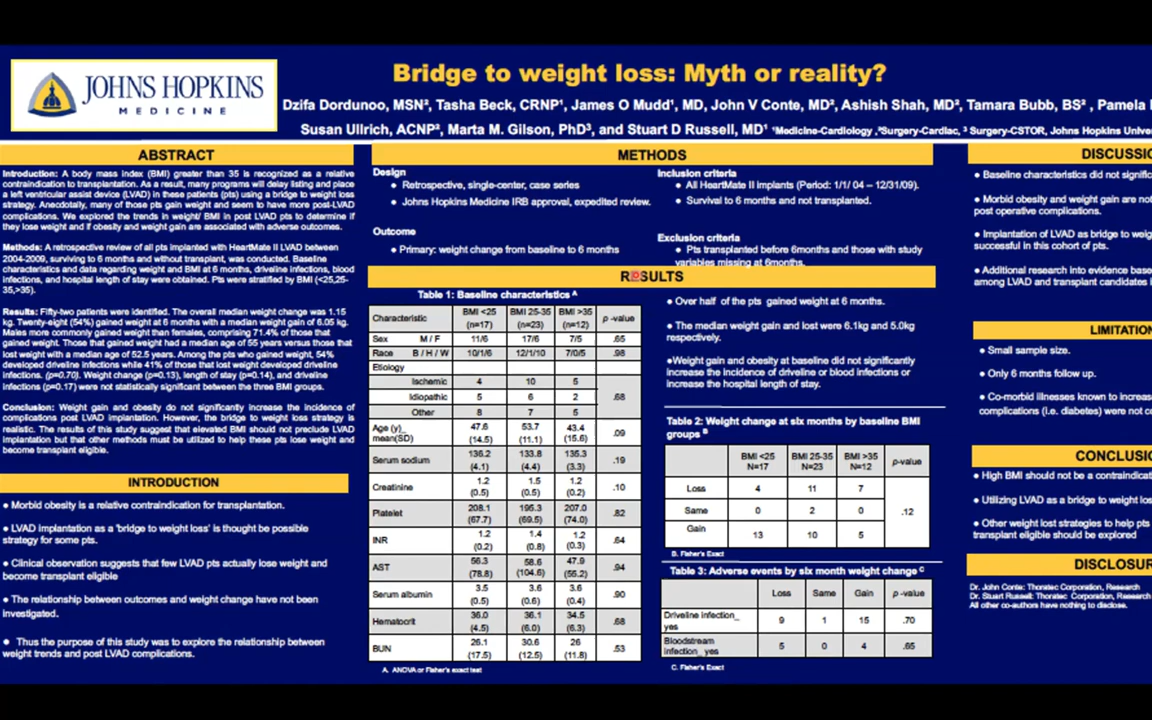 JOHNS HOPKINS
MEDICINE
Bridge to weight loss: Myth or reality?
Dzifa Dordunoo, MSN², Tasha Beck, CRNP¹, James O Mudd¹, MD, John V Conte, MD², Ashish Shah, MD², Tamara Bubb, BS² , Pamela
Susan Ullrich, ACNP², Marta M. Gilson, PhD³, and Stuart D Russell, MD¹ ¹Medicine-Cardiology ,²Surgery-Cardiac, ³ Surgery-CSTOR, Johns Hopkins Unive
ABSTRACT
Introduction: A body mass index (BMI) greater than 35 is recognized as a relative
contraindication to transplantation. As a result, many programs will delay listing and place
a left ventricular assist device (LVAD) in these patients (pts) using a bridge to weight loss
strategy. Anecdotally, many of those pts gain weight and seem to have more post-LVAD
complications. We explored the trends in weight/ BMI in post LVAD pts to determine if
they lose weight and if obesity and weight gain are associated with adverse outcomes.
Methods: A retrospective review of all pts implanted with HeartMate II LVAD between
2004-2009, surviving to 6 months and without transplant, was conducted. Baseline
characteristics and data regarding weight and BMI at 6 months, driveline infections, blood
infections, and hospital length of stay were obtained. Pts were stratified by BMI (<25,25-
35,>35).
Results: Fifty-two patients were identified. The overall median weight change was 1.15
kg. Twenty-eight (54%) gained weight at 6 months with a median weight gain of 6.05 kg.
Males more commonly gained weight than females, comprising 71.4% of those that
gained weight. Those that gained weight had a median age of 55 years versus those that
lost weight with a median age of 52.5 years. Among the pts who gained weight, 54%
developed driveline infections while 41% of those that lost weight developed driveline
infections. (p=0.70). Weight change (p=0.13), length of stay (p=0.14), and driveline
infections (p=0.17) were not statistically significant between the three BMI groups.
Conclusion: Weight gain and obesity do not significantly increase the incidence of
complications post LVAD implantation. However, the bridge to weight loss strategy is
realistic. The results of this study suggest that elevated BMI should not preclude LVAD
implantation but that other methods must be utilized to help these pts lose weight and
become transplant eligible.
INTRODUCTION
● Morbid obesity is a relative contraindication for transplantation.
● LVAD implantation as a 'bridge to weight loss' is thought be possible
strategy for some pts.
● Clinical observation suggests that few LVAD pts actually lose weight and
become transplant eligible
● The relationship between outcomes and weight change have not been
investigated.
● Thus the purpose of this study was to explore the relationship between
weight trends and post LVAD complications.
METHODS
Design
● Retrospective, single-center, case series
● Johns Hopkins Medicine IRB approval, expedited review.
Outcome
● Primary: weight change from baseline to 6 months
Inclusion criteria
● All HeartMate II implants (Period: 1/1/ 04 – 12/31/09).
● Survival to 6 months and not transplanted.
Exclusion criteria
● Pts transplanted before 6months and those with study
variables missing at 6months.
RESULTS
Table 1: Baseline characteristics A
Characteristic BMI <25 (n=17) BMI 25-35 (n=23) BMI >35 (n=12) p -value
Sex M / F 11/6 17/6 7/5 .65
Race B / H / W 10/1/6 12/1/10 7/0/5 .98
Etiology
Ischemic 4 10 5
Idiopathic 5 6 2 .68
Other 8 7 5
Age (y)_ mean(SD) 47.6 (14.5) 53.7 (11.1) 43.4 (15.6) .09
Serum sodium 136.2 (4.1) 133.8 (4.4) 135.3 (3.3) .19
Creatinine 1.2 (0.5) 1.5 (0.5) 1.2 (0.2) .10
Platelet 208.1 (67.7) 195.3 (69.5) 207.0 (74.0) .82
INR 1.2 (0.2) 1.4 (0.8) 1.2 (0.3) .54
AST 56.3 (78.8) 58.6 (104.6) 47.9 (55.2) .94
Serum albumin 3.5 (0.5) 3.6 (0.6) 3.6 (0.4) .90
Hematocrit 36.0 (4.5) 36.1 (6.0) 34.5 (6.3) .68
BUN 26.1 (17.5) 30.6 (12.5) 26 (11.8) .53
A. ANOVA or Fisher's exact test
● Over half of the pts gained weight at 6 months.
● The median weight gain and lost were 6.1kg and 5.0kg
respectively.
●Weight gain and obesity at baseline did not significantly
increase the incidence of driveline or blood infections or
increase the hospital length of stay.
Table 2: Weight change at six months by baseline BMI
groups B
BMI <25 N=17 BMI 25-35 N=23 BMI >35 N=12 p-value
Loss 4 11 7
Same 0 2 0 .12
Gain 13 10 5
B. Fisher's Exact
Table 3: Adverse events by six month weight change C
Loss Same Gain p -value
Driveline infection_ yes 9 1 15 .70
Bloodstream infection_ yes 5 0 4 .65
C. Fisher's Exact
DISCUSSIO
● Baseline characteristics did not signific
● Morbid obesity and weight gain are not
post operative complications.
● Implantation of LVAD as bridge to weig
successful in this cohort of pts.
● Additional research into evidence base
among LVAD and transplant candidates i
LIMITATION
● Small sample size.
● Only 6 months follow up.
● Co-morbid illnesses known to increas
complications (i.e. diabetes) were not c
CONCLUSIO
● High BMI should not be a contraindicat
● Utilizing LVAD as a bridge to weight los
● Other weight lost strategies to help pts
transplant eligible should be explored
DISCLOSUR
Dr. John Conte: Thoratec Corporation, Research
Dr. Stuart Russell: Thoratec Corporation, Research
All other co-authors have nothing to disclose.